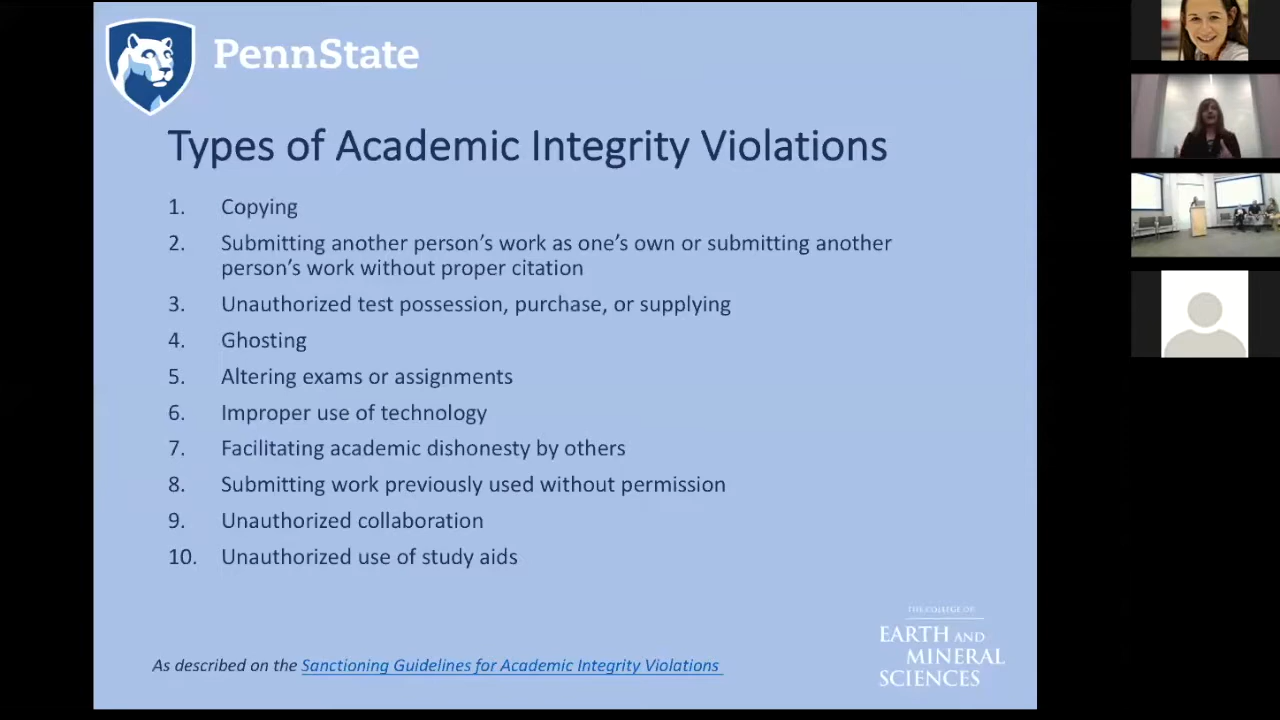 PennState
Types of Academic Integrity Violations
1. Copying
2. Submitting another person's work as one's own or submitting another
person's work without proper citation
3. Unauthorized test possession, purchase, or supplying
4. Ghosting
5. Altering exams or assignments
6. Improper use of technology
7. Facilitating academic dishonesty by others
8. Submitting work previously used without permission
9. Unauthorized collaboration
10. Unauthorized use of study aids
As described on the Sanctioning Guidelines for Academic Integrity Violations
THE COLLEGE OF
EARTH AND
MINERAL
SCIENCES